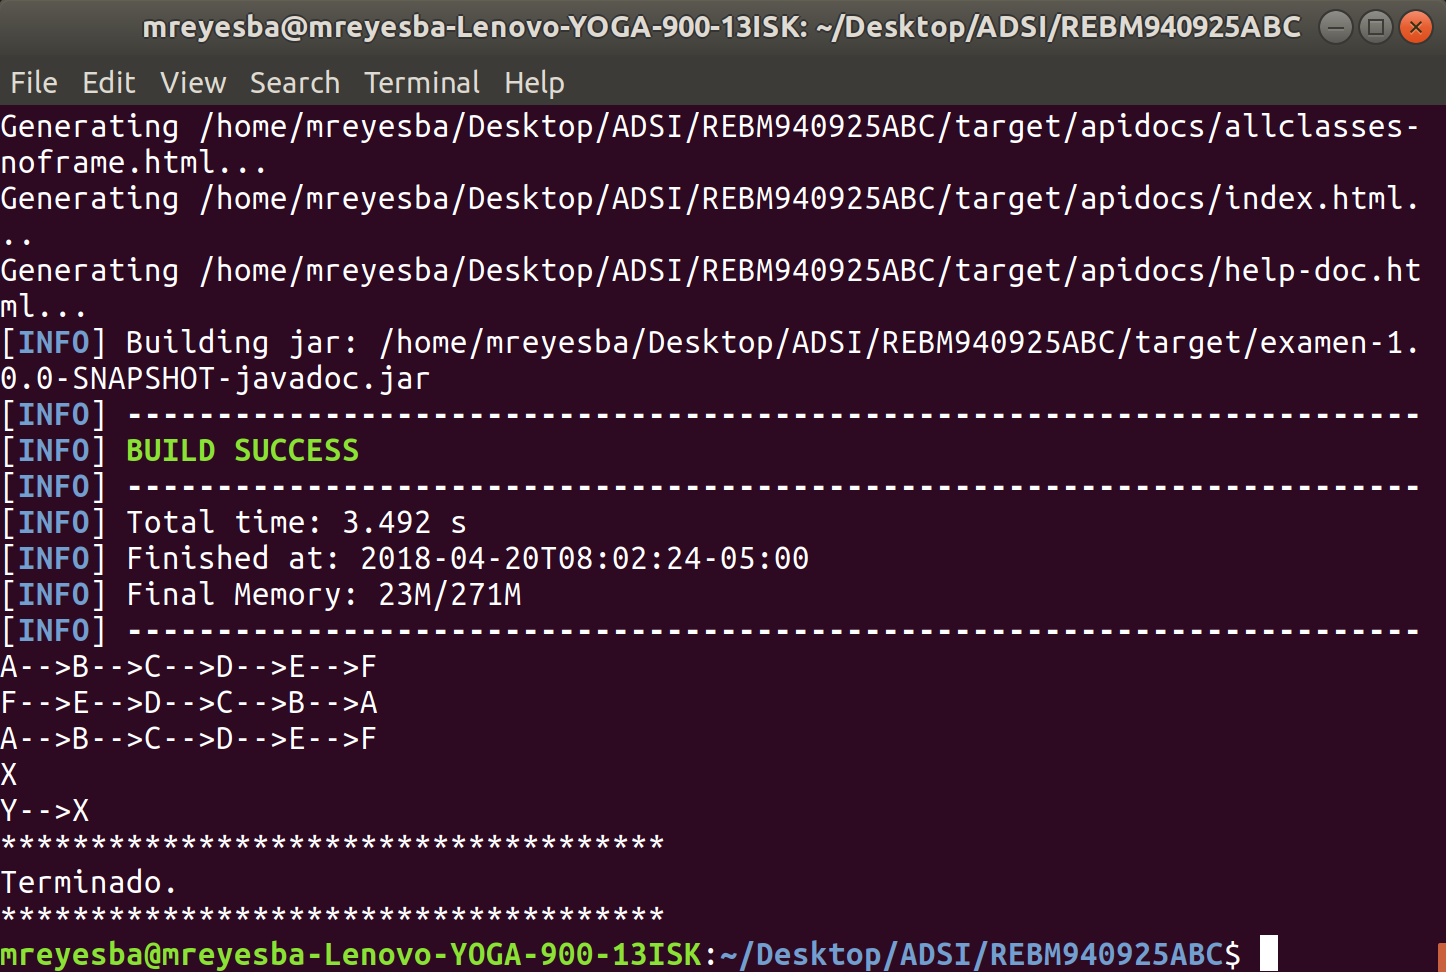 mreyesba@mreyesba-Lenovo-YOGA-900-13ISK: ~/Desktop/ADSI/REBM940925ABC
File Edit View Search Terminal Help
Generating /home/mreyesba/Desktop/ADSI/REBM940925ABC/target/apidocs/allclasses-
noframe.html...
Generating /home/mreyesba/Desktop/ADSI/REBM940925ABC/target/apidocs/index.html.
..
Generating /home/mreyesba/Desktop/ADSI/REBM940925ABC/target/apidocs/help-doc.ht
ml...
[INFO] Building jar: /home/mreyesba/Desktop/ADSI/REBM940925ABC/target/examen-1.
0.0-SNAPSHOT-javadoc.jar
[INFO] ------------------------------------------------------------------------
[INFO] BUILD SUCCESS
[INFO] ------------------------------------------------------------------------
[INFO] Total time: 3.492 s
[INFO] Finished at: 2018-04-20T08:02:24-05:00
[INFO] Final Memory: 23M/271M
[INFO] ------------------------------------------------------------------------
A-->B-->C-->D-->E-->F
F-->E-->D-->C-->B-->A
A-->B-->C-->D-->E-->F
X
Y-->X
*************************************
Terminado.
*************************************
mreyesba@mreyesba-Lenovo-YOGA-900-13ISK:~/Desktop/ADSI/REBM940925ABC$